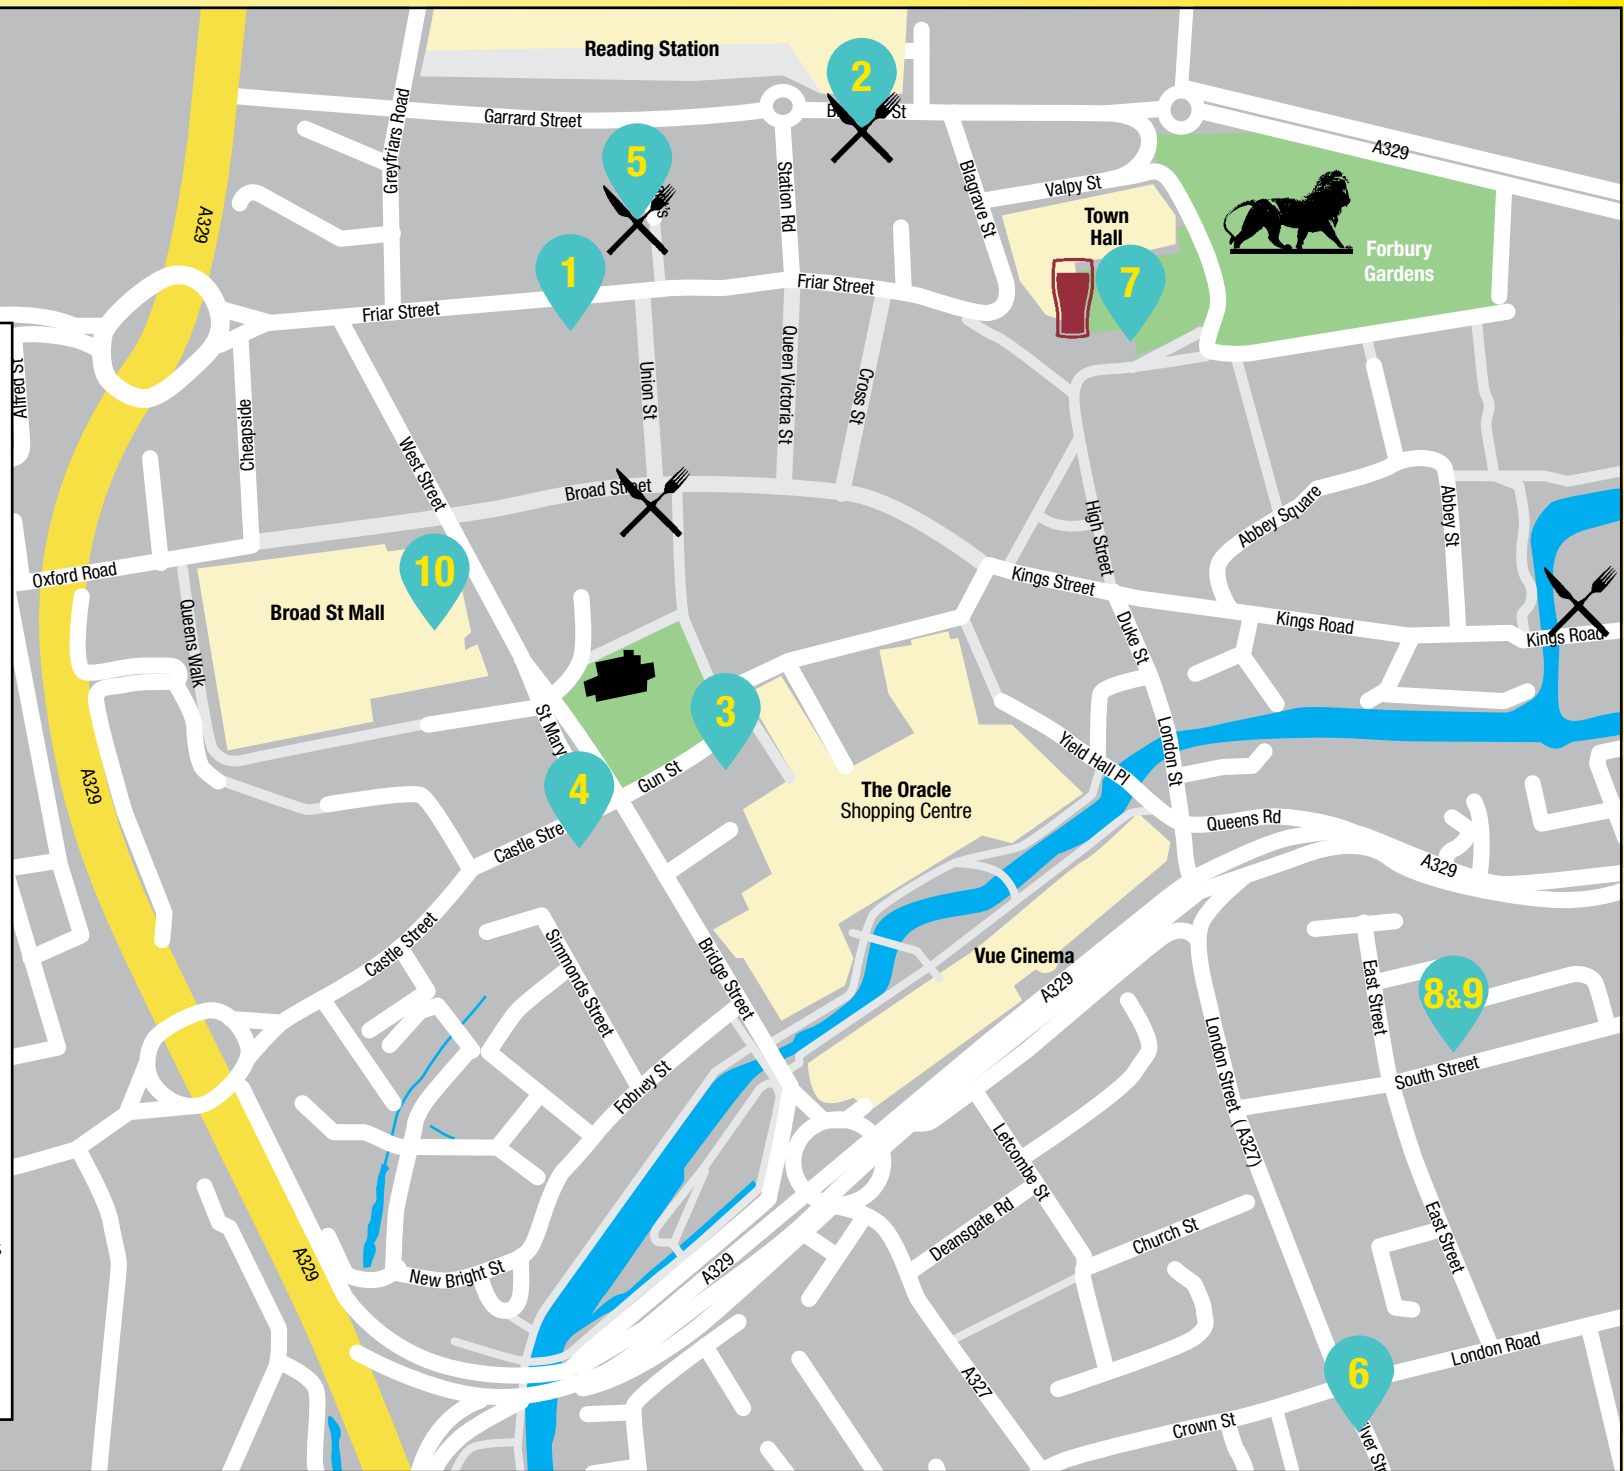 Reading Station
2
Garrard Street
St
Greyfriars Road
A329
5
Station Rd
Blagrave St
Valpy St
Town
Hall
A329
Forbury
Gardens
1
7
Friar Street
Friar Street
Alfred St
Cheapside
West Street
Union St
Queen Victoria St
Cross St
Broad Street
High Street
Abbey Square
Abbey St
Oxford Road
10
Broad St Mall
Queens Walk
Kings Street
Duke St
Kings Road
Kings Road
3
St Mary
Gun St
4
Castle Stre
A329
The Oracle
Shopping Centre
Yield Hall Pl
London St
Queens Rd
A329
Castle Street
Simmonds Street
Bridge Street
Vue Cinema
A329
East Street
8&9
South Street
London Street (A327)
Fobney St
Letcombe St
Deansgate Rd
Church St
East Street
New Bright St
A329
A329
A327
6
London Road
Crown St